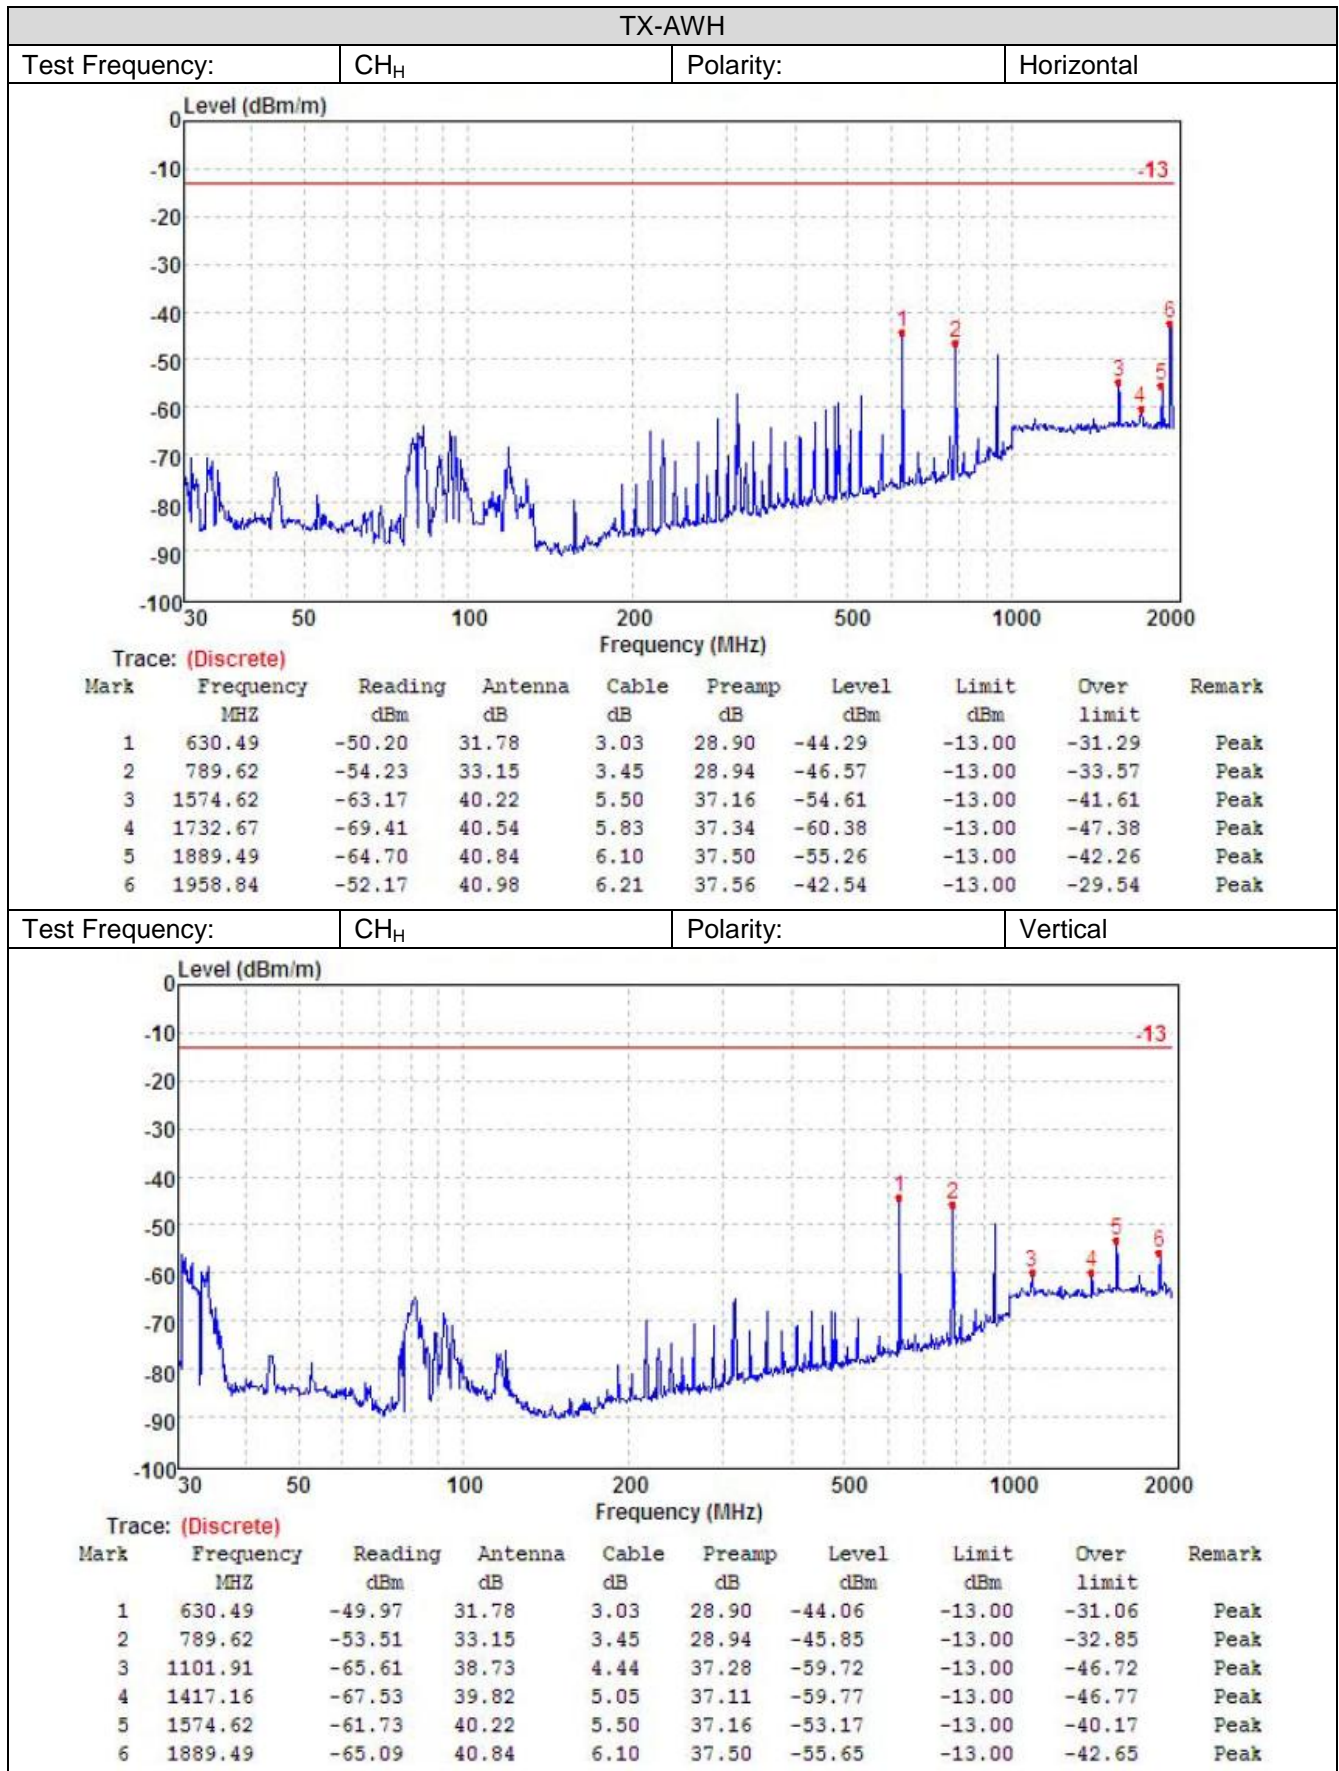 TX-AWH
Test Frequency: CHH Polarity: Horizontal
Level (dBm/m)
0
-10
-13
-20
-30
-40
6
1
2
-50
3
5
4
-60
-70
-80
-90
-100
30 50 100 200 500 1000 2000
Frequency (MHz)
Trace: (Discrete)
Mark Frequency Reading Antenna Cable Preamp Level Limit Over Remark
MHZ dBm dB dB dB dBm dBm limit
1 630.49 -50.20 31.78 3.03 28.90 -44.29 -13.00 -31.29 Peak
2 789.62 -54.23 33.15 3.45 28.94 -46.57 -13.00 -33.57 Peak
3 1574.62 -63.17 40.22 5.50 37.16 -54.61 -13.00 -41.61 Peak
4 1732.67 -69.41 40.54 5.83 37.34 -60.38 -13.00 -47.38 Peak
5 1889.49 -64.70 40.84 6.10 37.50 -55.26 -13.00 -42.26 Peak
6 1958.84 -52.17 40.98 6.21 37.56 -42.54 -13.00 -29.54 Peak
Test Frequency: CHH Polarity: Vertical
Level (dBm/m)
0
-10
-13
-20
-30
-40
1
2
-50
5
6
3 4
-60
-70
-80
-90
-100
30 50 100 200 500 1000 2000
Frequency (MHz)
Trace: (Discrete)
Mark Frequency Reading Antenna Cable Preamp Level Limit Over Remark
MHZ dBm dB dB dB dBm dBm limit
1 630.49 -49.97 31.78 3.03 28.90 -44.06 -13.00 -31.06 Peak
2 789.62 -53.51 33.15 3.45 28.94 -45.85 -13.00 -32.85 Peak
3 1101.91 -65.61 38.73 4.44 37.28 -59.72 -13.00 -46.72 Peak
4 1417.16 -67.53 39.82 5.05 37.11 -59.77 -13.00 -46.77 Peak
5 1574.62 -61.73 40.22 5.50 37.16 -53.17 -13.00 -40.17 Peak
6 1889.49 -65.09 40.84 6.10 37.50 -55.65 -13.00 -42.65 Peak